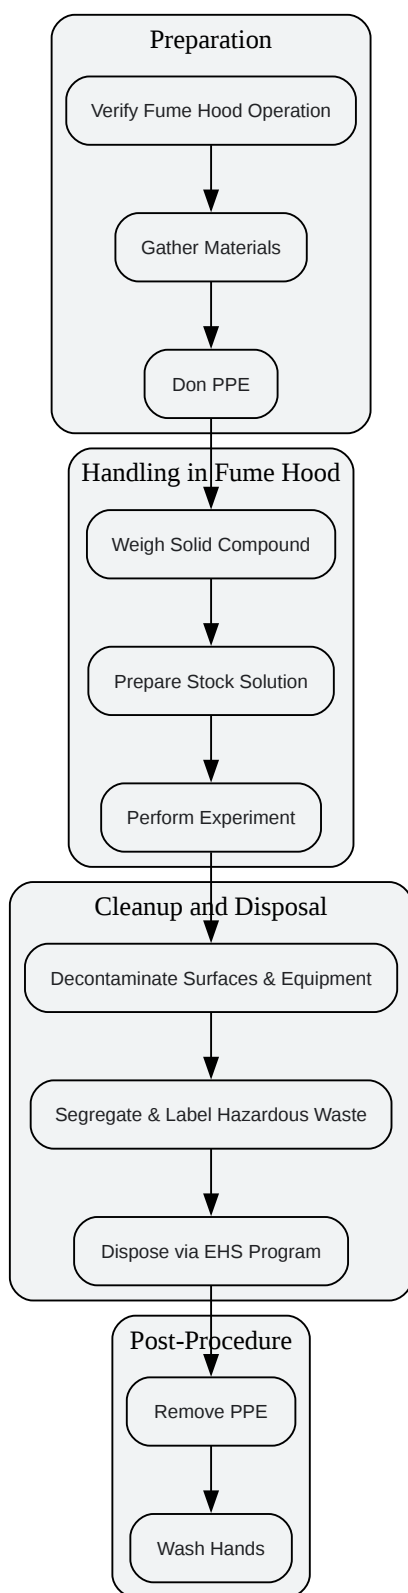 Preparation
Verify Fume Hood Operation
Gather Materials
Don PPE
Handling in Fume Hood
Weigh Solid Compound
Prepare Stock Solution
Perform Experiment
Cleanup and Disposal
Decontaminate Surfaces & Equipment
Segregate & Label Hazardous Waste
Dispose via EHS Program
Post-Procedure
Remove PPE
Wash Hands